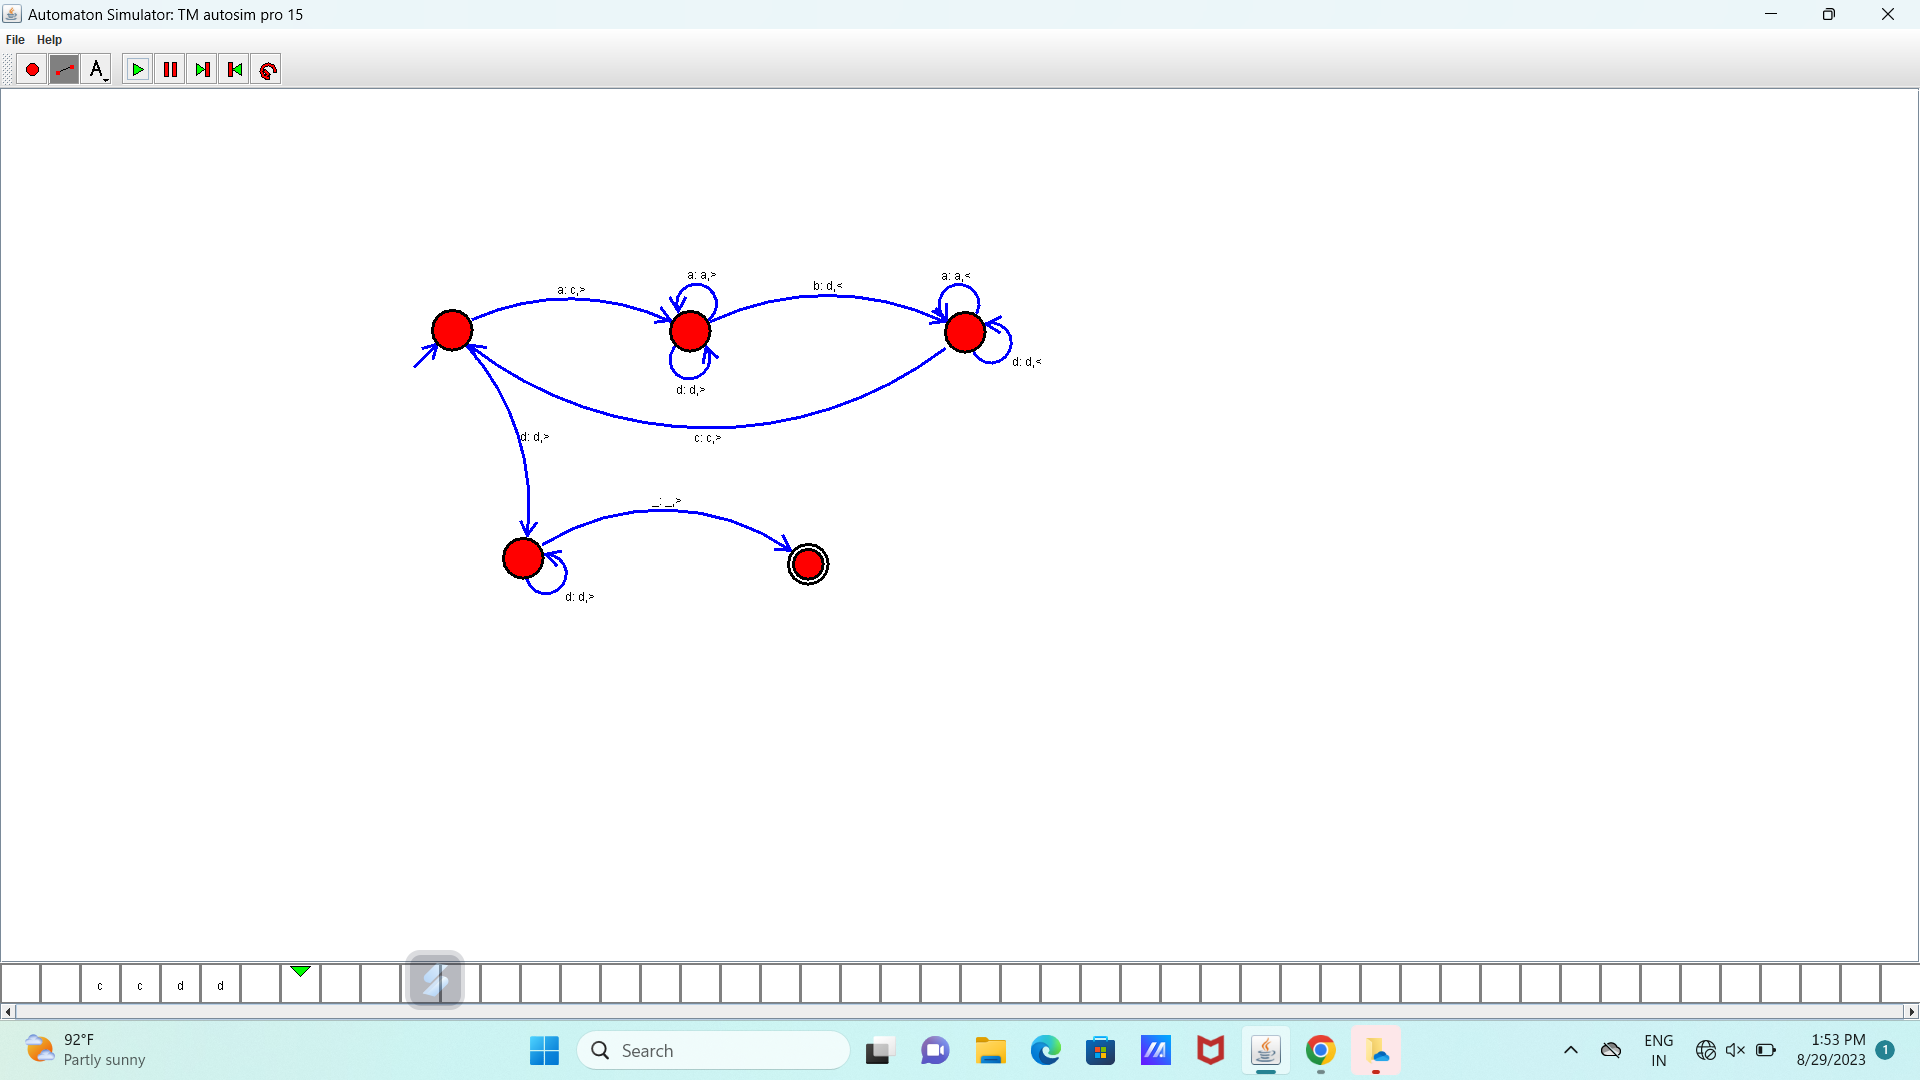 Automaton Simulator: TM autosim pro 15
File Help
A
a: a,>
a: a,<
b: d,<
a: c,>
d: d,<
d: d,>
d: d,>
c: c,>
_: _,>
d: d,>
c c d d
92°F
Partly sunny
Search
ENG
IN
1:53 PM
8/29/2023
1